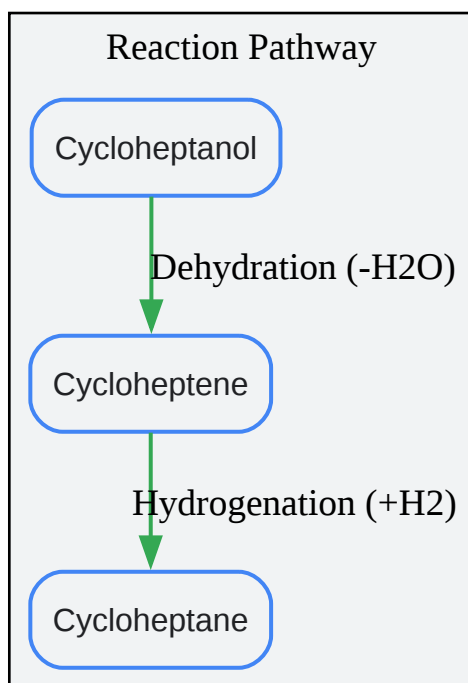 Reaction Pathway
Cycloheptanol
Dehydration (-H2O)
Cycloheptene
Hydrogenation (+H2)
Cycloheptane